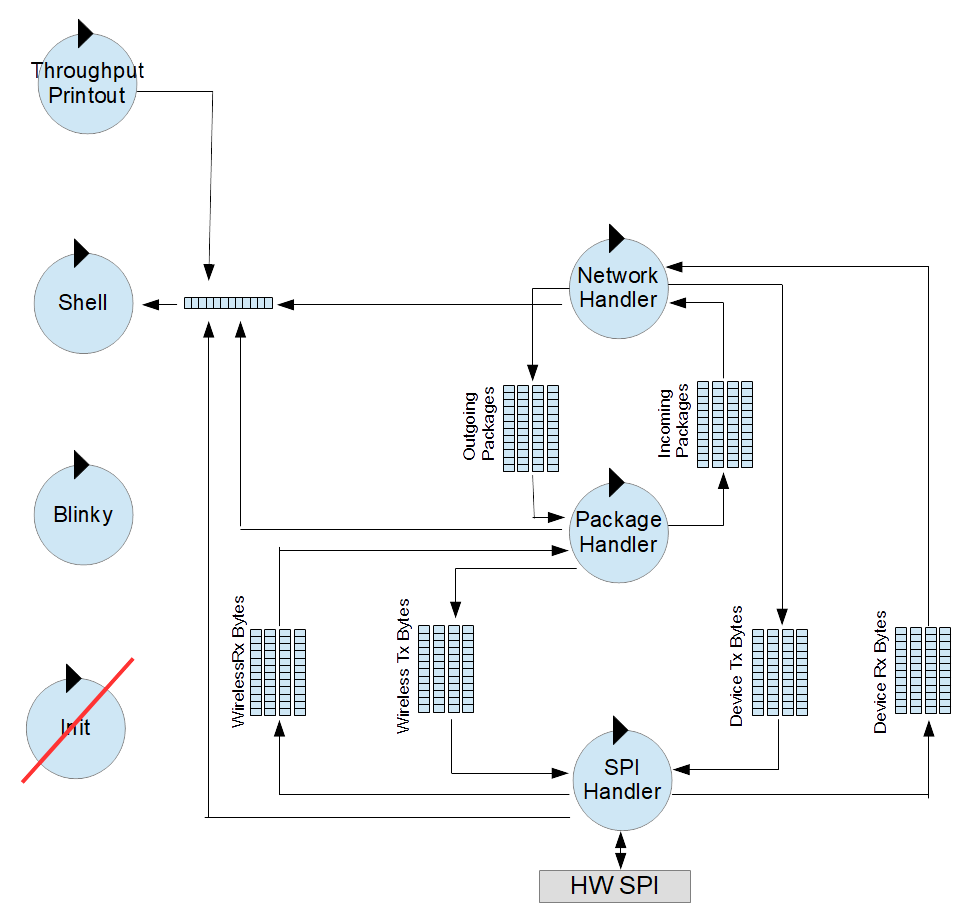 Throughput
Printout
Shell
Network
Handler
Outgoing
Packages
Incoming
Packages
Blinky
Package
Handler
WirelessRx Bytes
Wireless Tx Bytes
Device Tx Bytes
Device Rx Bytes
Init
SPI
Handler
HW SPI